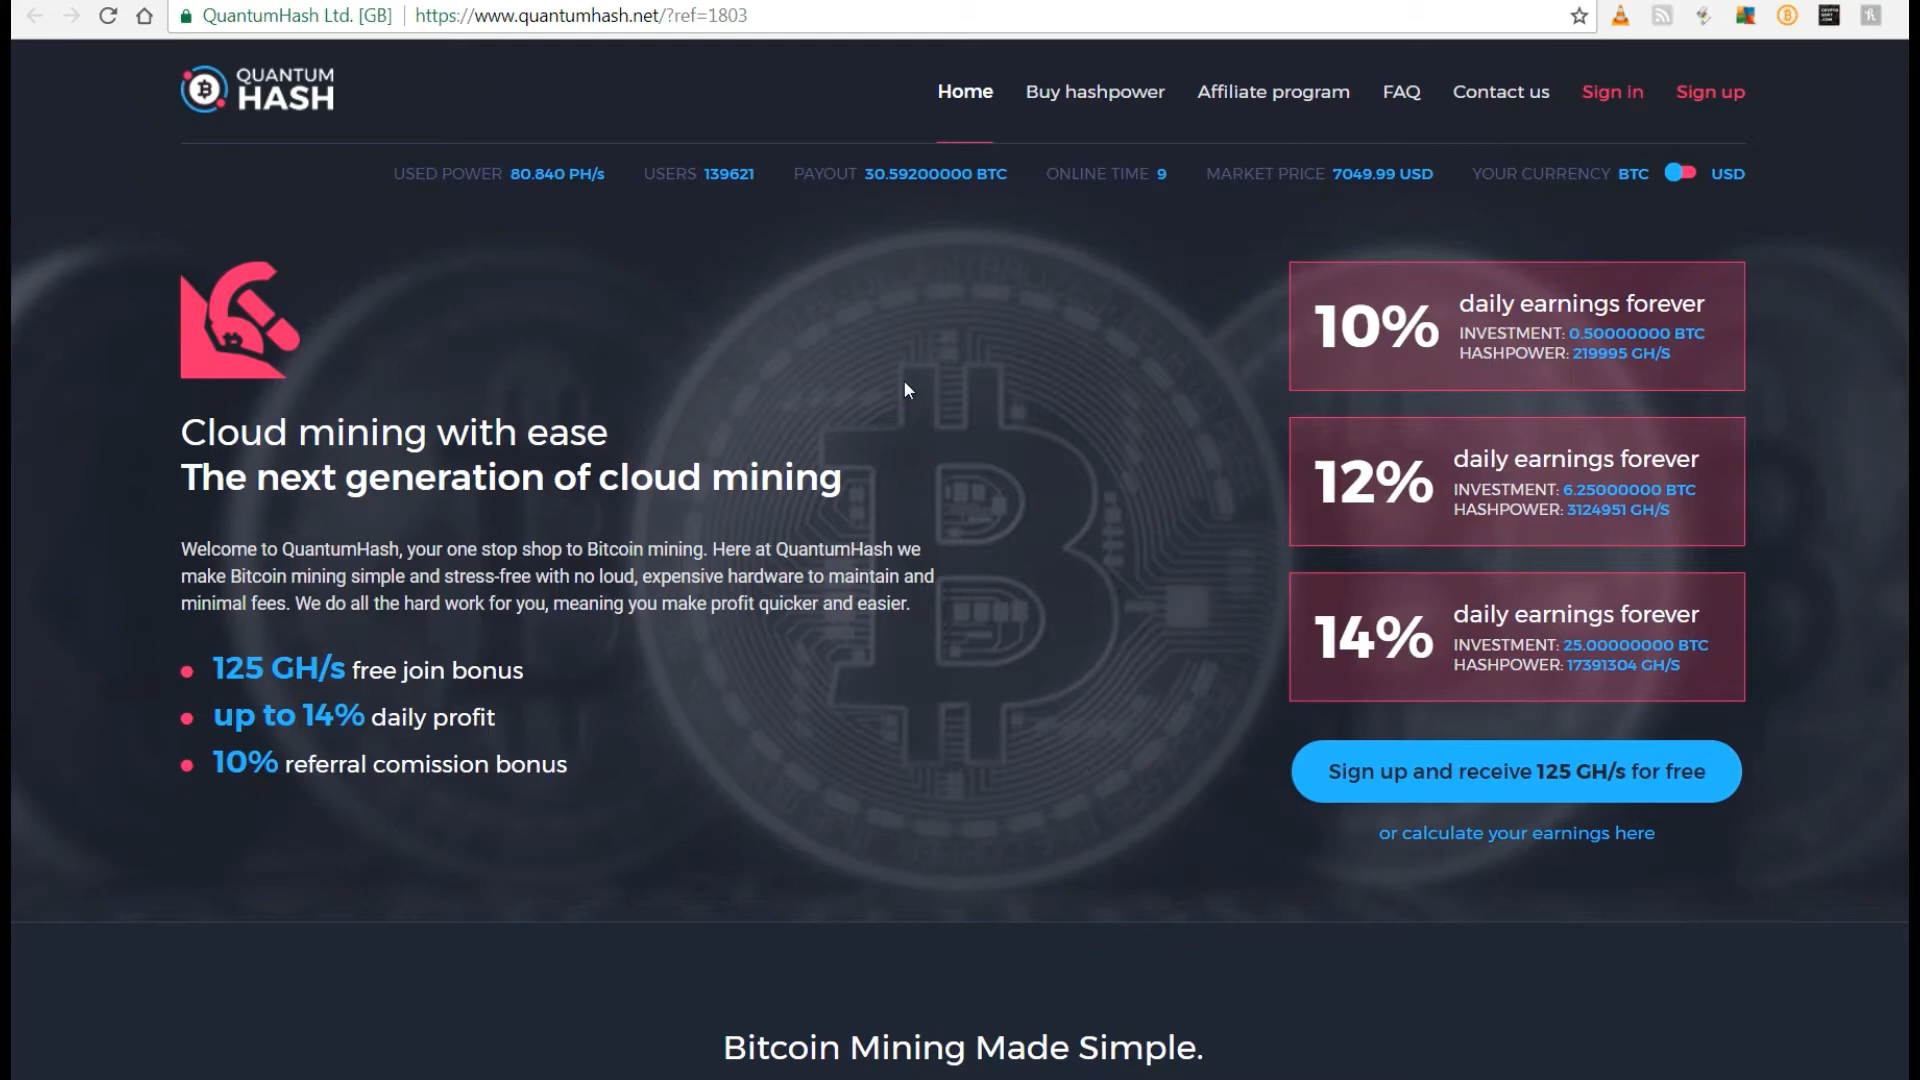 QuantumHash Ltd. [GB] https://www.quantumhash.net/?ref=1803
QUANTUM
HASH
Home Buy hashpower Affiliate program FAQ Contact us Sign in Sign up
USED POWER 80.840 PH/s USERS 139621 PAYOUT 30.59200000 BTC ONLINE TIME 9 MARKET PRICE 7049.99 USD YOUR CURRENCY BTC USD
Cloud mining with ease
The next generation of cloud mining
Welcome to QuantumHash, your one stop shop to Bitcoin mining. Here at QuantumHash we
make Bitcoin mining simple and stress-free with no loud, expensive hardware to maintain and
minimal fees. We do all the hard work for you, meaning you make profit quicker and easier.
125 GH/s free join bonus
up to 14% daily profit
10% referral comission bonus
10% daily earnings forever
INVESTMENT: 0.50000000 BTC
HASHPOWER: 219995 GH/S
12% daily earnings forever
INVESTMENT: 6.25000000 BTC
HASHPOWER: 3124951 GH/S
14% daily earnings forever
INVESTMENT: 25.00000000 BTC
HASHPOWER: 17391304 GH/S
Sign up and receive 125 GH/s for free
or calculate your earnings here
Bitcoin Mining Made Simple.